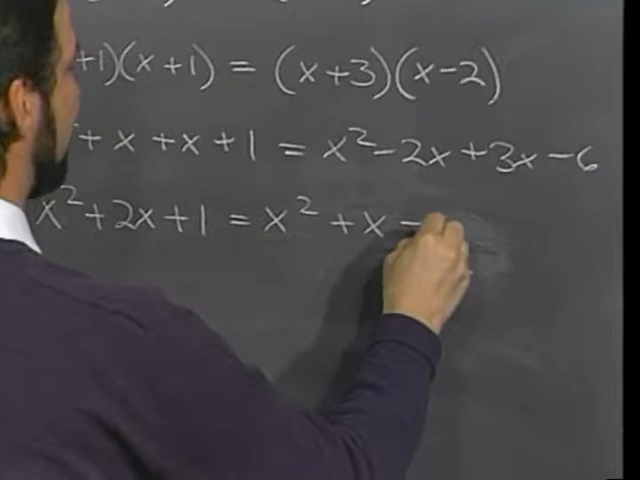 +1)(x+1) = (x+3)(x-2)
+ x + x + 1 = x² - 2x + 3x - 6
x² + 2x + 1 = x² + x -